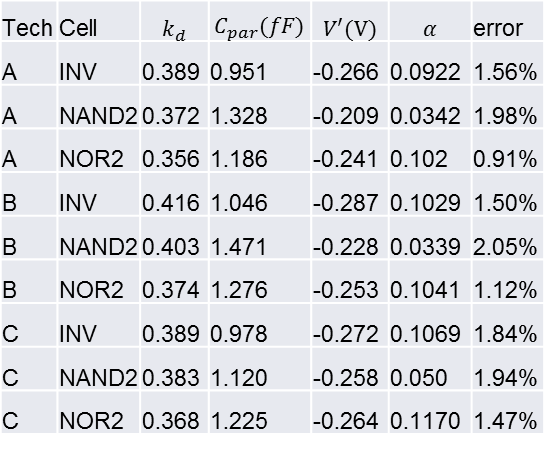 Tech Cell k_d C_par(fF) V′(V) α error
A INV 0.389 0.951 -0.266 0.0922 1.56%
A NAND2 0.372 1.328 -0.209 0.0342 1.98%
A NOR2 0.356 1.186 -0.241 0.102 0.91%
B INV 0.416 1.046 -0.287 0.1029 1.50%
B NAND2 0.403 1.471 -0.228 0.0339 2.05%
B NOR2 0.374 1.276 -0.253 0.1041 1.12%
C INV 0.389 0.978 -0.272 0.1069 1.84%
C NAND2 0.383 1.120 -0.258 0.050 1.94%
C NOR2 0.368 1.225 -0.264 0.1170 1.47%